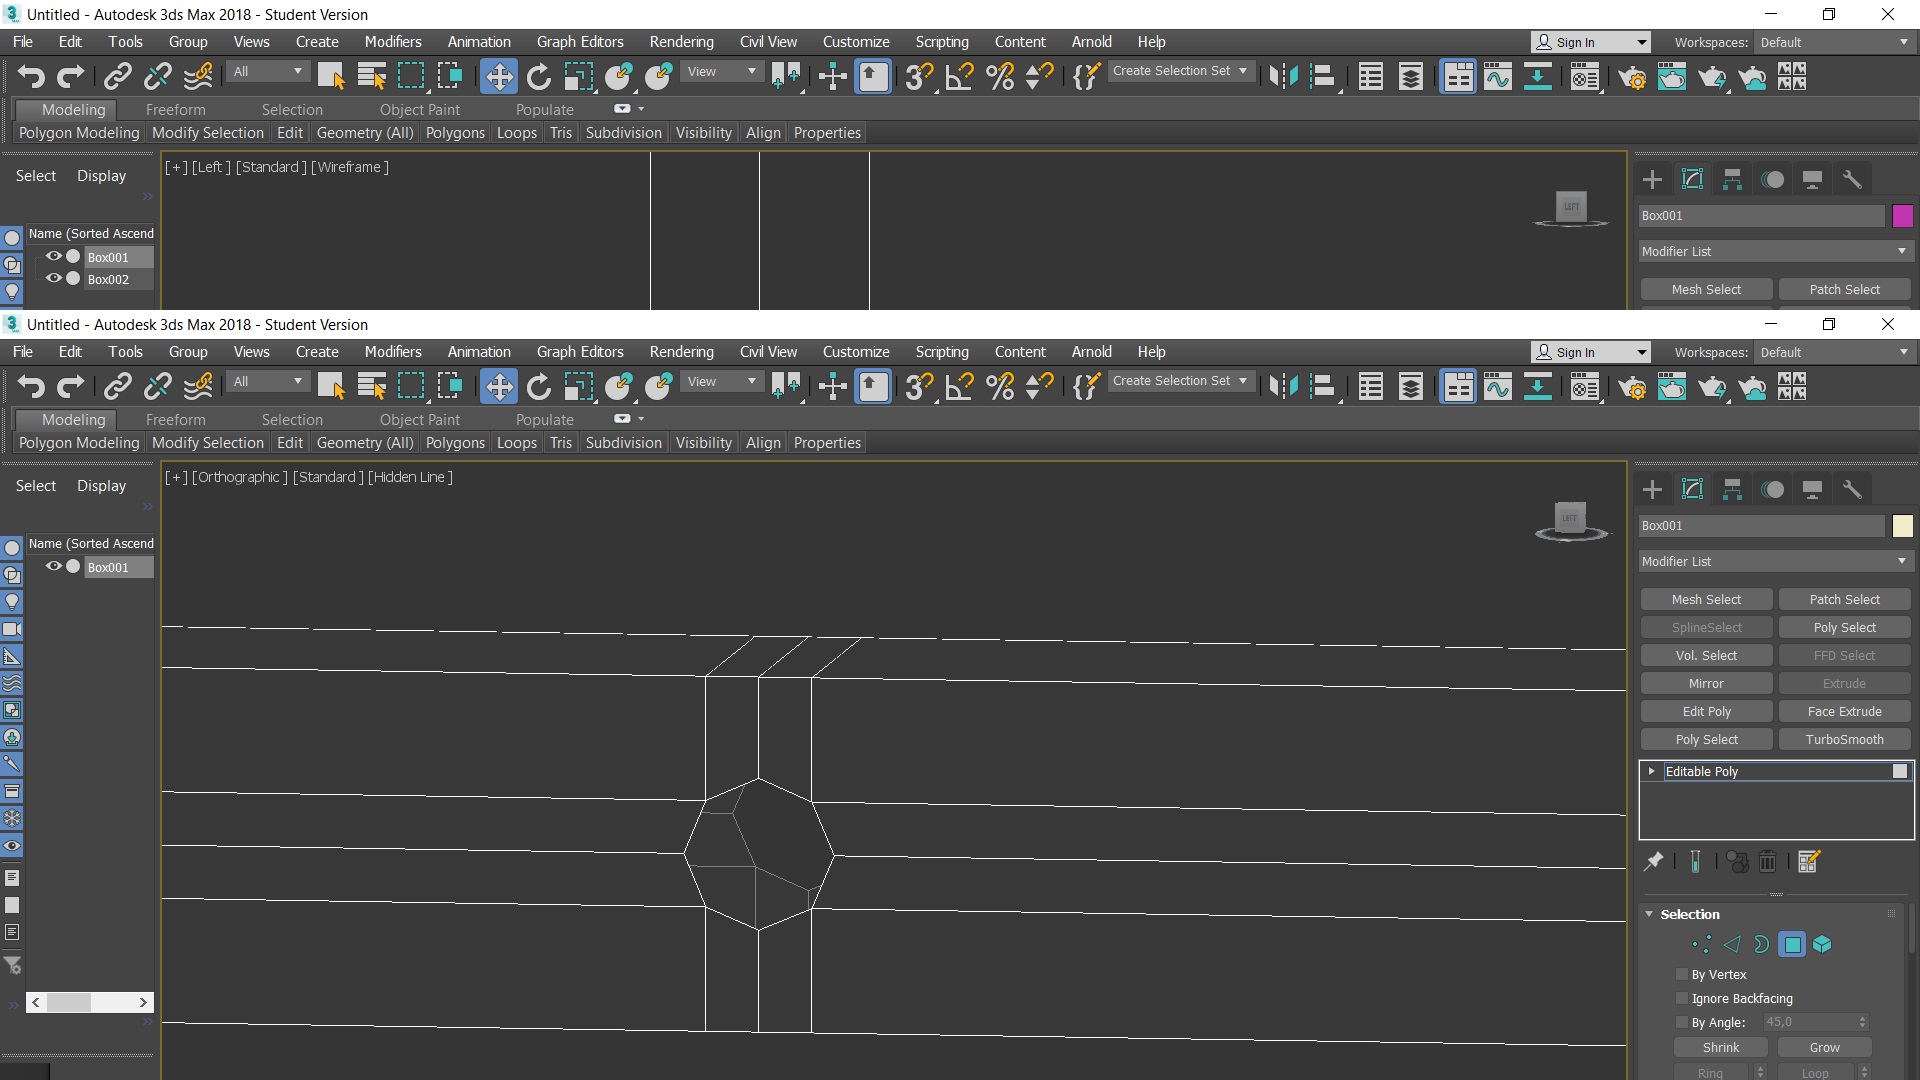 Untitled - Autodesk 3ds Max 2018 - Student Version
File Edit Tools Group Views Create Modifiers Animation Graph Editors Rendering Civil View Customize Scripting Content Arnold Help Sign In Workspaces: Default
All View Create Selection Set
Modeling Freeform Selection Object Paint Populate
Polygon Modeling Modify Selection Edit Geometry (All) Polygons Loops Tris Subdivision Visibility Align Properties
Select Display [+] [Left ] [Standard ] [Wireframe ]
LEFT
Box001
Name (Sorted Ascend
Box001 Modifier List
Box002
Mesh Select Patch Select
Untitled - Autodesk 3ds Max 2018 - Student Version
File Edit Tools Group Views Create Modifiers Animation Graph Editors Rendering Civil View Customize Scripting Content Arnold Help Sign In Workspaces: Default
All View Create Selection Set
Modeling Freeform Selection Object Paint Populate
Polygon Modeling Modify Selection Edit Geometry (All) Polygons Loops Tris Subdivision Visibility Align Properties
Select Display [+] [Orthographic ] [Standard ] [Hidden Line ]
LEFT
Box001
Name (Sorted Ascend
Box001 Modifier List
Mesh Select Patch Select
SplineSelect Poly Select
Vol. Select FFD Select
Mirror Extrude
Edit Poly Face Extrude
Poly Select TurboSmooth
Editable Poly
Selection
By Vertex
Ignore Backfacing
By Angle: 45,0
Shrink Grow
Ring Loop